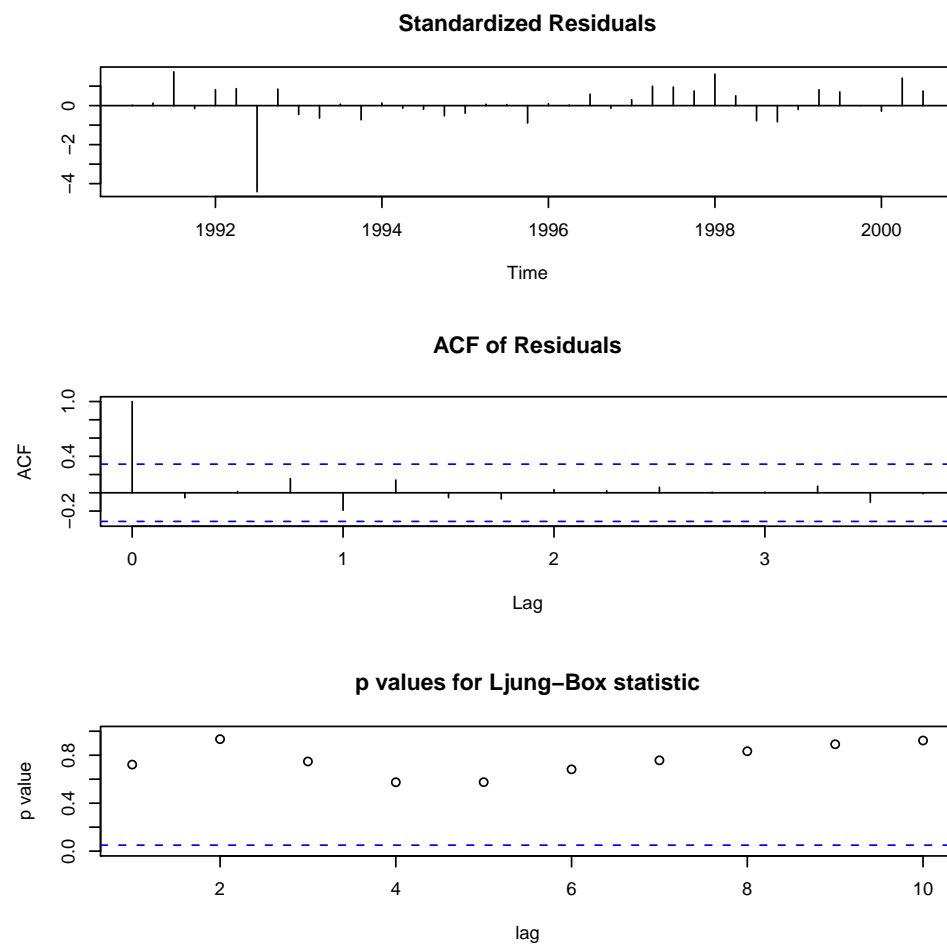 Standardized Residuals
0
−2
−4
1992 1994 1996 1998 2000
Time
ACF of Residuals
1.0
0.4
−0.2
ACF
0 1 2 3
Lag
p values for Ljung−Box statistic
0.8
0.4
0.0
p value
2 4 6 8 10
lag